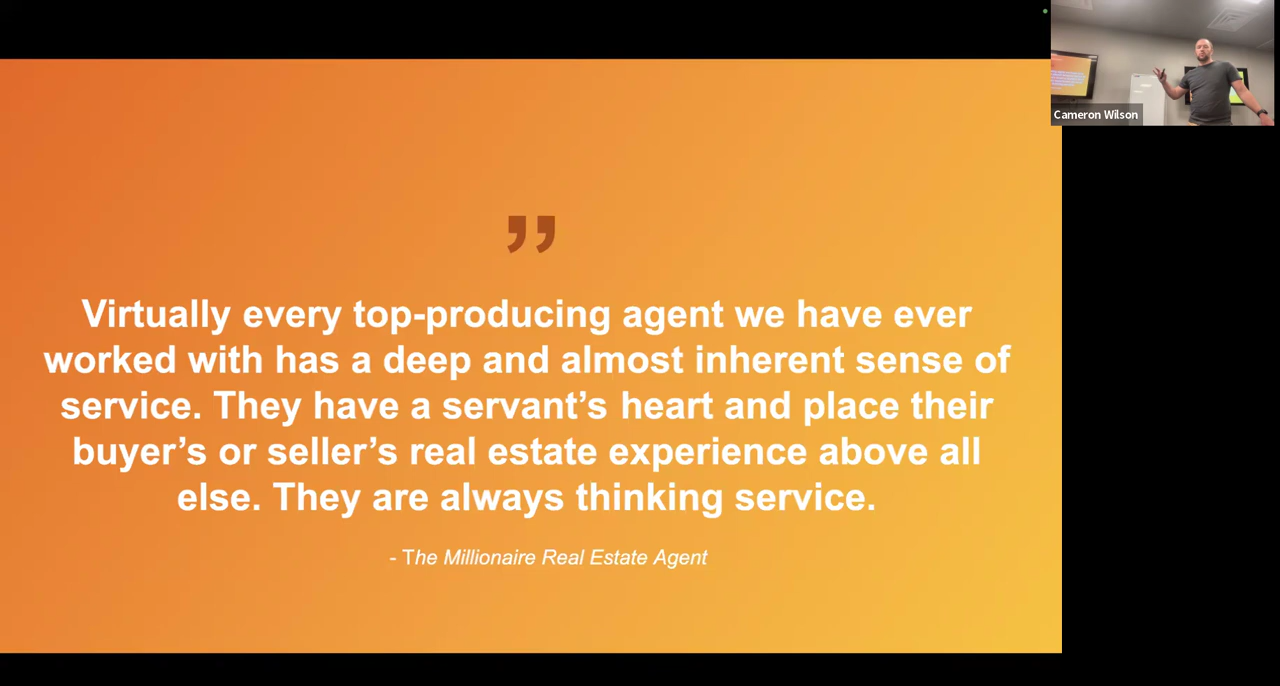 Cameron Wilson
”
Virtually every top-producing agent we have ever
worked with has a deep and almost inherent sense of
service. They have a servant’s heart and place their
buyer’s or seller’s real estate experience above all
else. They are always thinking service.
- The Millionaire Real Estate Agent